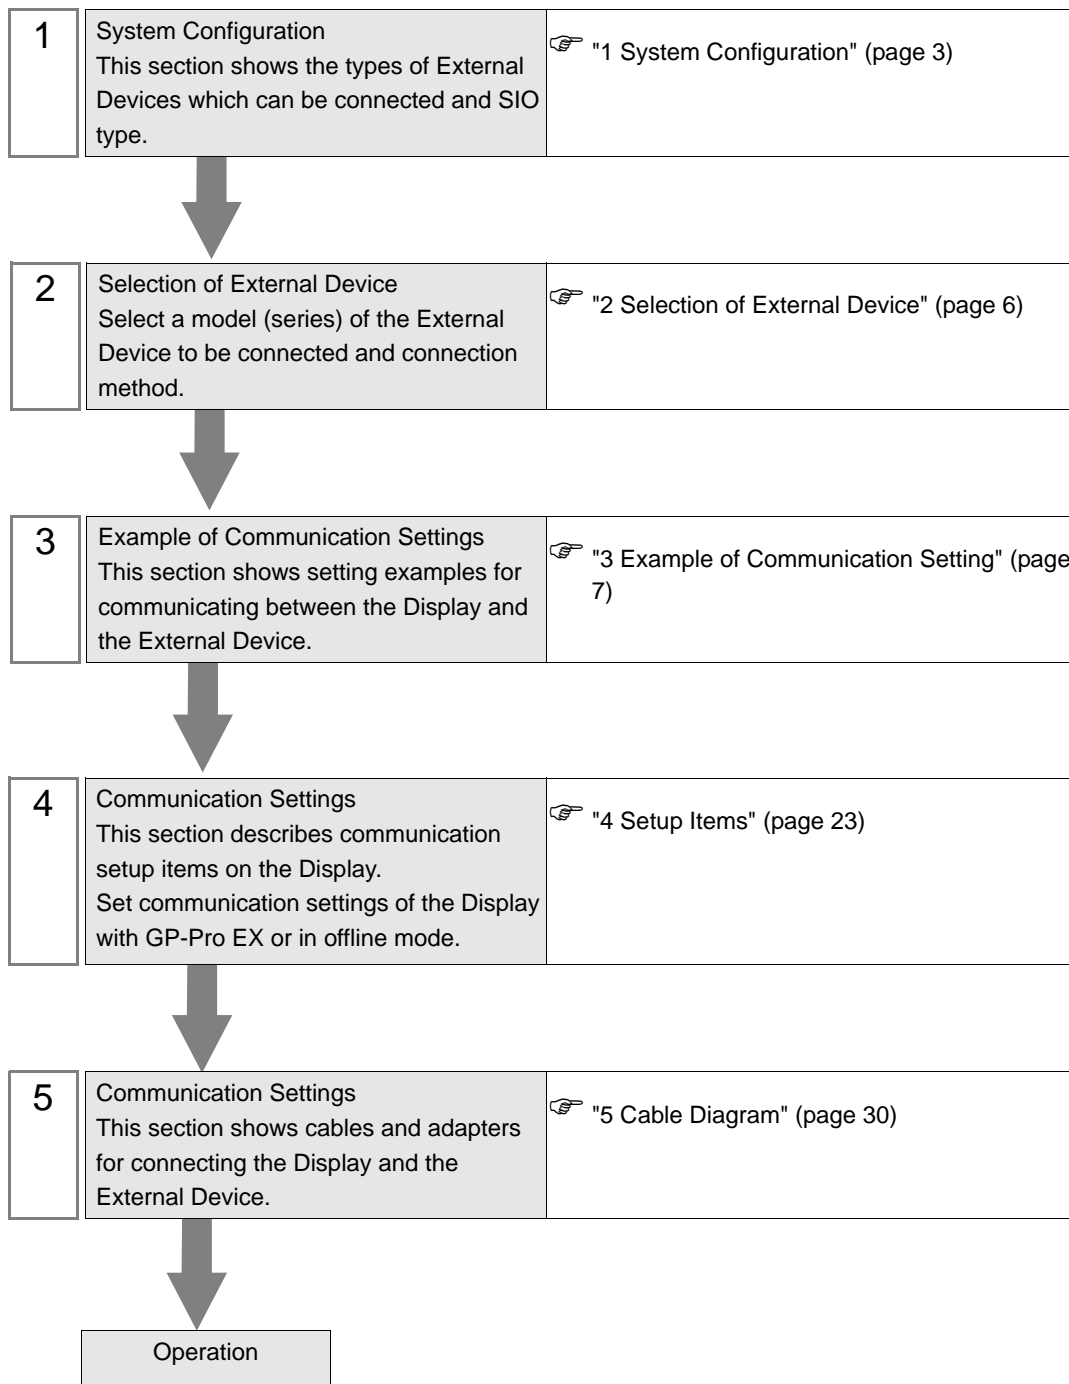 1
System Configuration
This section shows the types of External
Devices which can be connected and SIO
type.
"1 System Configuration" (page 3)
2
Selection of External Device
Select a model (series) of the External
Device to be connected and connection
method.
"2 Selection of External Device" (page 6)
3
Example of Communication Settings
This section shows setting examples for
communicating between the Display and
the External Device.
"3 Example of Communication Setting" (page
7)
4
Communication Settings
This section describes communication
setup items on the Display.
Set communication settings of the Display
with GP-Pro EX or in offline mode.
"4 Setup Items" (page 23)
5
Communication Settings
This section shows cables and adapters
for connecting the Display and the
External Device.
"5 Cable Diagram" (page 30)
Operation